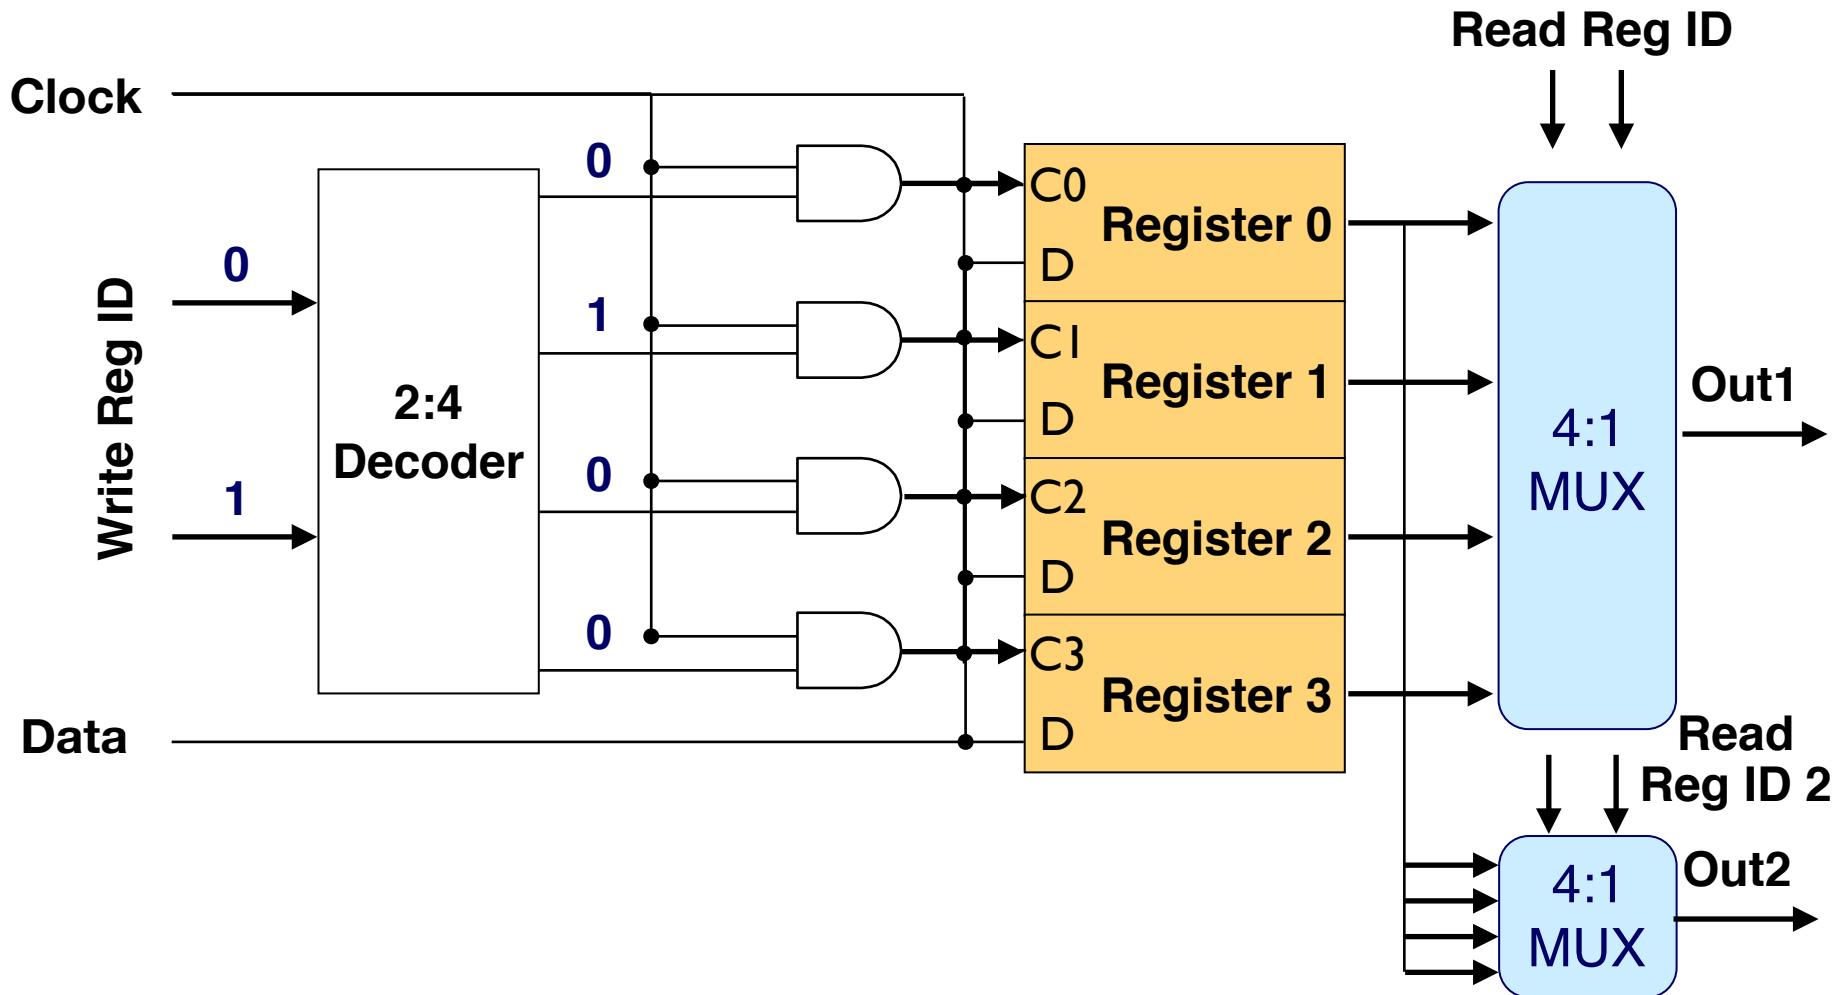 Read Reg ID
Clock
0
C0
Register 0
D
0
Write Reg ID
1
C1
Register 1
D
Out1
2:4
Decoder
4:1
MUX
1
0
C2
Register 2
D
0
C3
Register 3
D
Data
Read
Reg ID 2
4:1
MUX
Out2